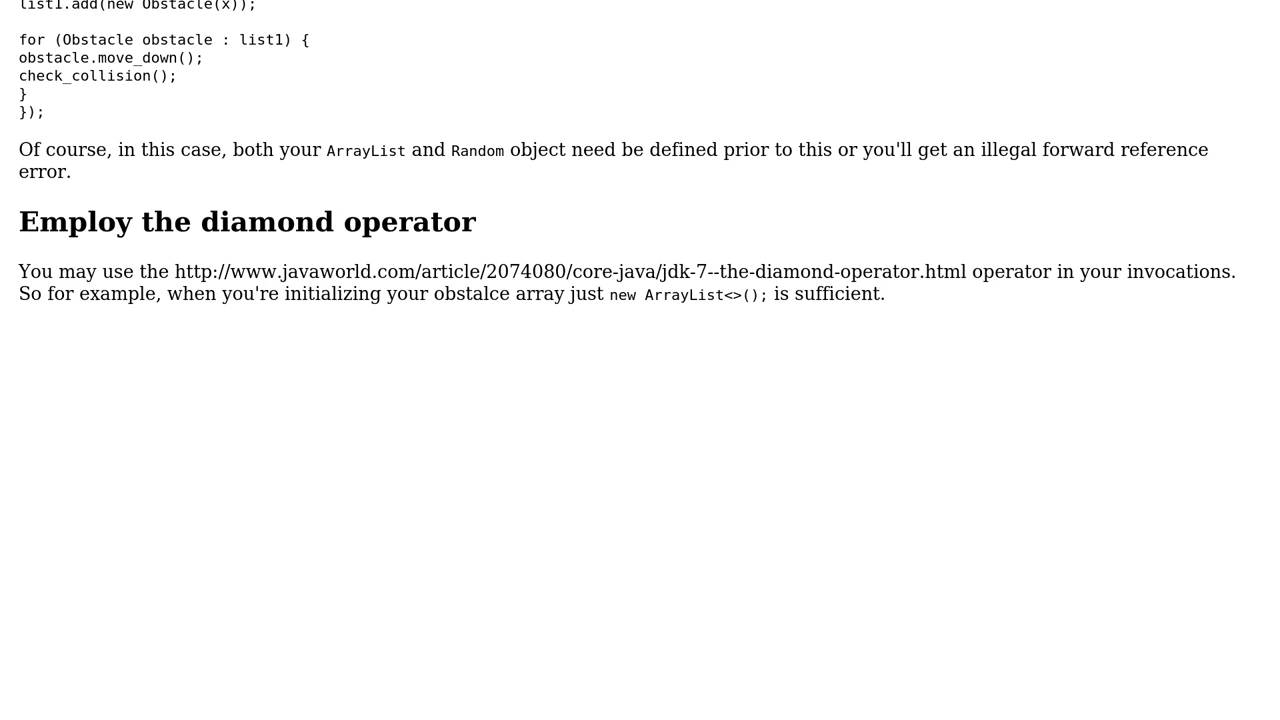 list1.add(new Obstacle(x));
for (Obstacle obstacle : list1) {
obstacle.move_down();
check_collision();
}
});
Of course, in this case, both your ArrayList and Random object need be defined prior to this or you'll get an illegal forward reference
error.
Employ the diamond operator
You may use the http://www.javaworld.com/article/2074080/core-java/jdk-7--the-diamond-operator.html operator in your invocations.
So for example, when you're initializing your obstalce array just new ArrayList<>(); is sufficient.